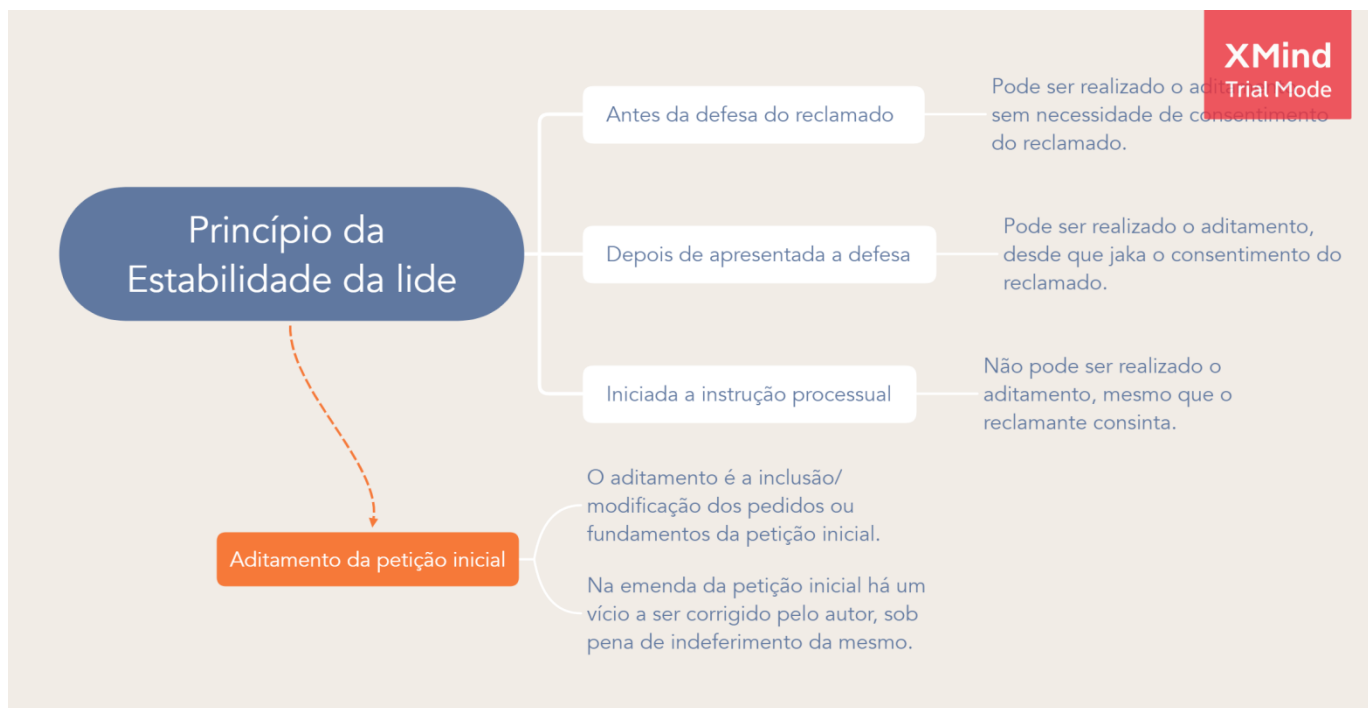 XMind
Trial Mode
Antes da defesa do reclamado
Pode ser realizado o aditamento
sem necessidade de consentimento
do reclamado.
Princípio da
Estabilidade da lide
Depois de apresentada a defesa
Pode ser realizado o aditamento,
desde que jaka o consentimento do
reclamado.
Iniciada a instrução processual
Não pode ser realizado o
aditamento, mesmo que o
reclamante consinta.
Aditamento da petição inicial
O aditamento é a inclusão/
modificação dos pedidos ou
fundamentos da petição inicial.
Na emenda da petição inicial há um
vício a ser corrigido pelo autor, sob
pena de indeferimento da mesmo.